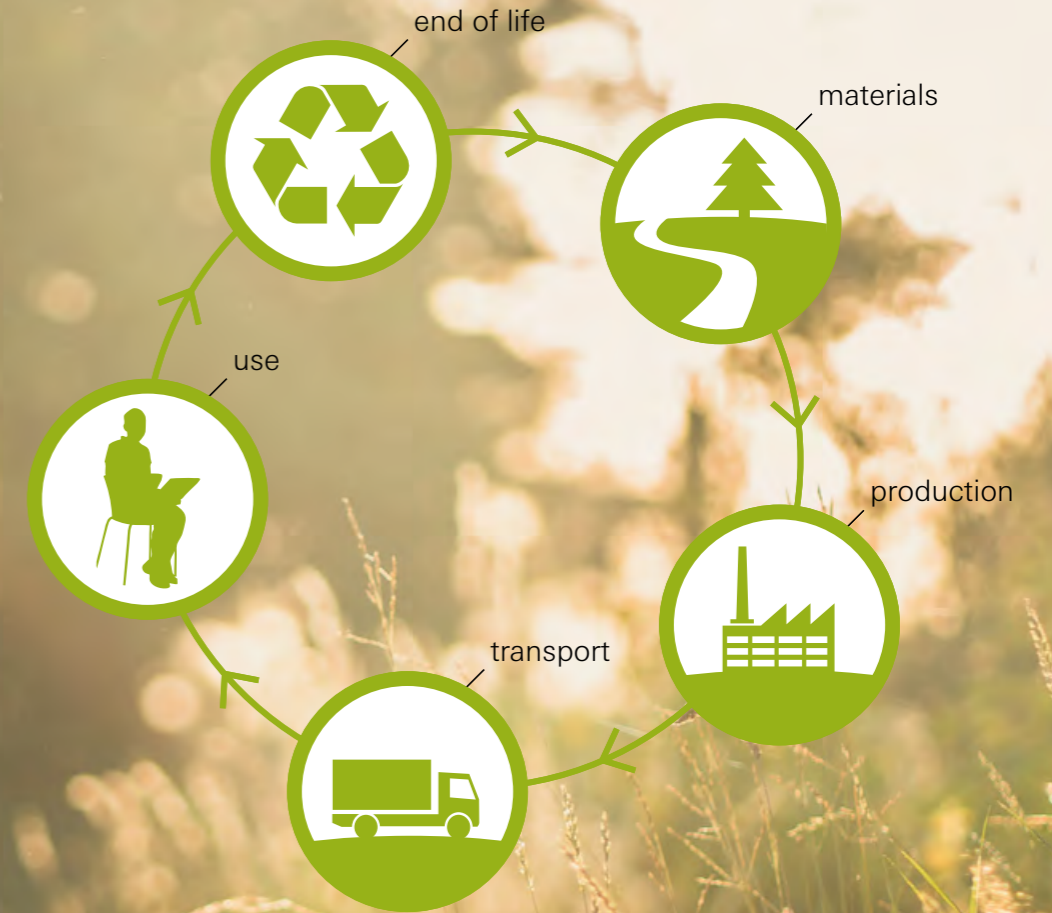 end of life
materials
use
production
transport